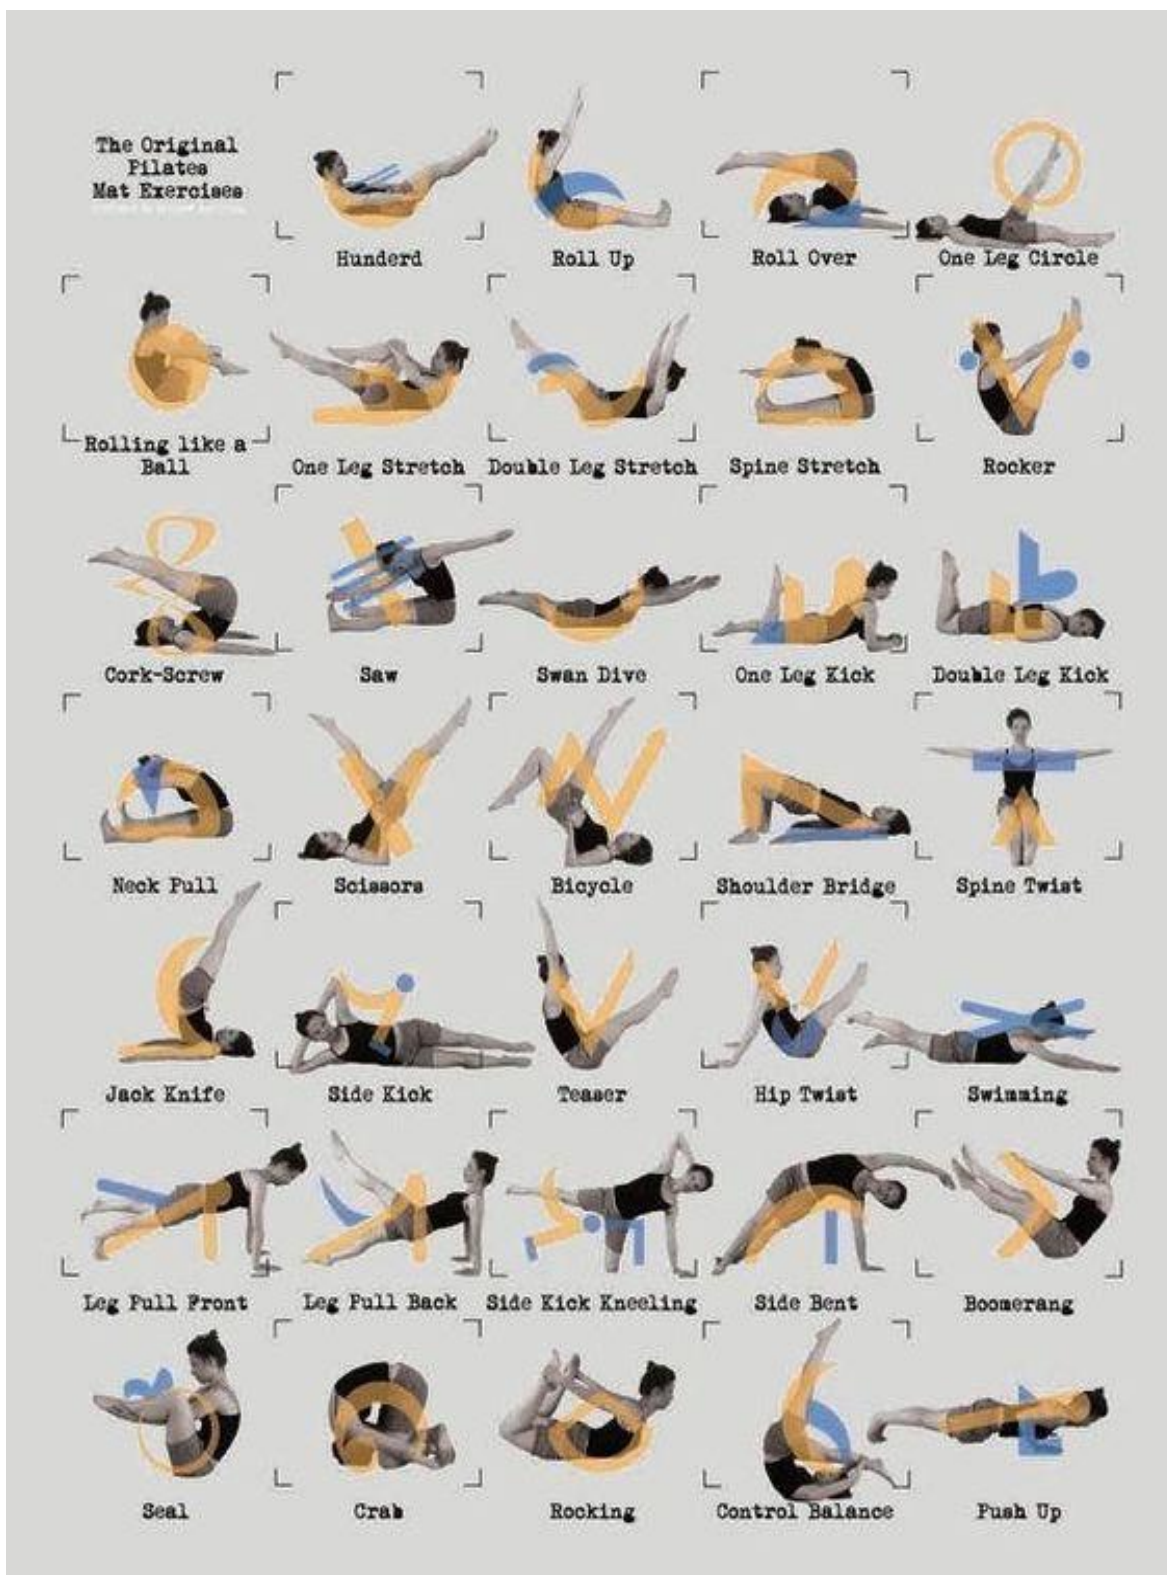 The Original
Pilates
Mat Exercises
Hunderd
Roll Up
Roll Over
One Leg Circle
Rolling like a
Ball
One Leg Stretch
Double Leg Stretch
Spine Stretch
Rocker
Cork-Screw
Saw
Swan Dive
One Leg Kick
Double Leg Kick
Neck Pull
Scissors
Bicycle
Shoulder Bridge
Spine Twist
Jack Knife
Side Kick
Teaser
Hip Twist
Swimming
Leg Pull Front
Leg Pull Back
Side Kick Kneeling
Side Bent
Boomerang
Seal
Crab
Rocking
Control Balance
Push Up